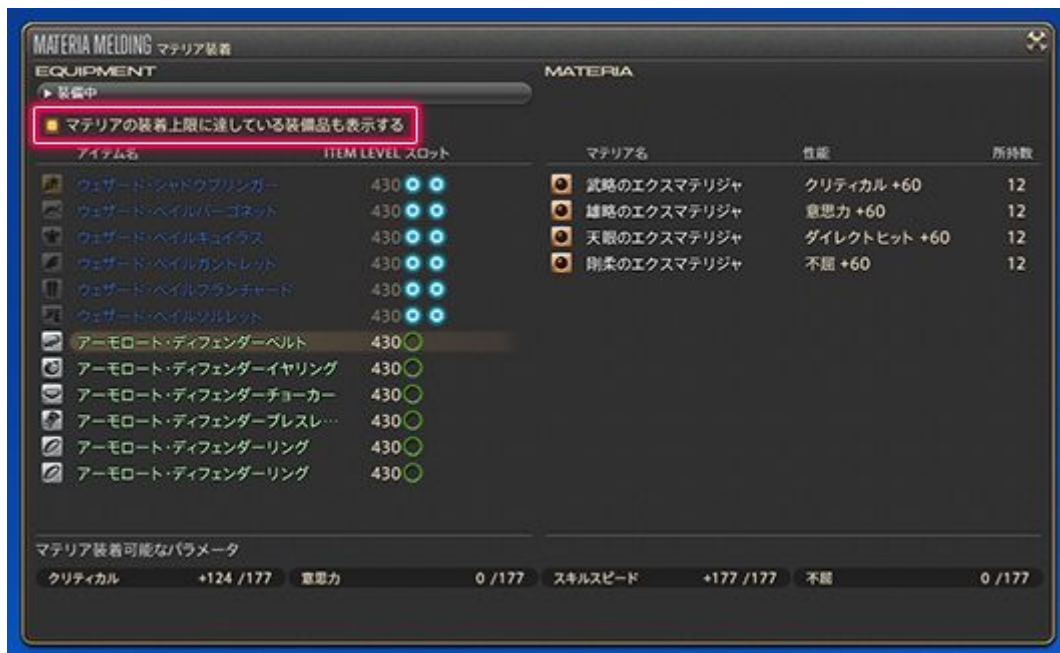 MATERIA MELDING マテリア装着
EQUIPMENT
装備中
マテリアの装着上限に達している装備品も表示する
アイテム名 ITEM LEVEL スロット
ウェザード・シャドウブリンガー 430
ウェザード・ベイルバーゴネット 430
ウェザード・ベイルキュイラス 430
ウェザード・ベイルガントレット 430
ウェザード・ベイルブランチャード 430
ウェザード・ベイルソルレット 430
アーモロート・ディフェンダーベルト 430
アーモロート・ディフェンダーイヤリング 430
アーモロート・ディフェンダーチョーカー 430
アーモロート・ディフェンダーブレスレ… 430
アーモロート・ディフェンダーリング 430
アーモロート・ディフェンダーリング 430
MATERIA
マテリア名 性能 所持数
武略のエクスマテリジャ クリティカル +60 12
雄略のエクスマテリジャ 意思力 +60 12
天眼のエクスマテリジャ ダイレクトヒット +60 12
剛柔のエクスマテリジャ 不屈 +60 12
マテリア装着可能なパラメータ
クリティカル +124 /177 意思力 0 /177 スキルスピード +177 /177 不屈 0 /177